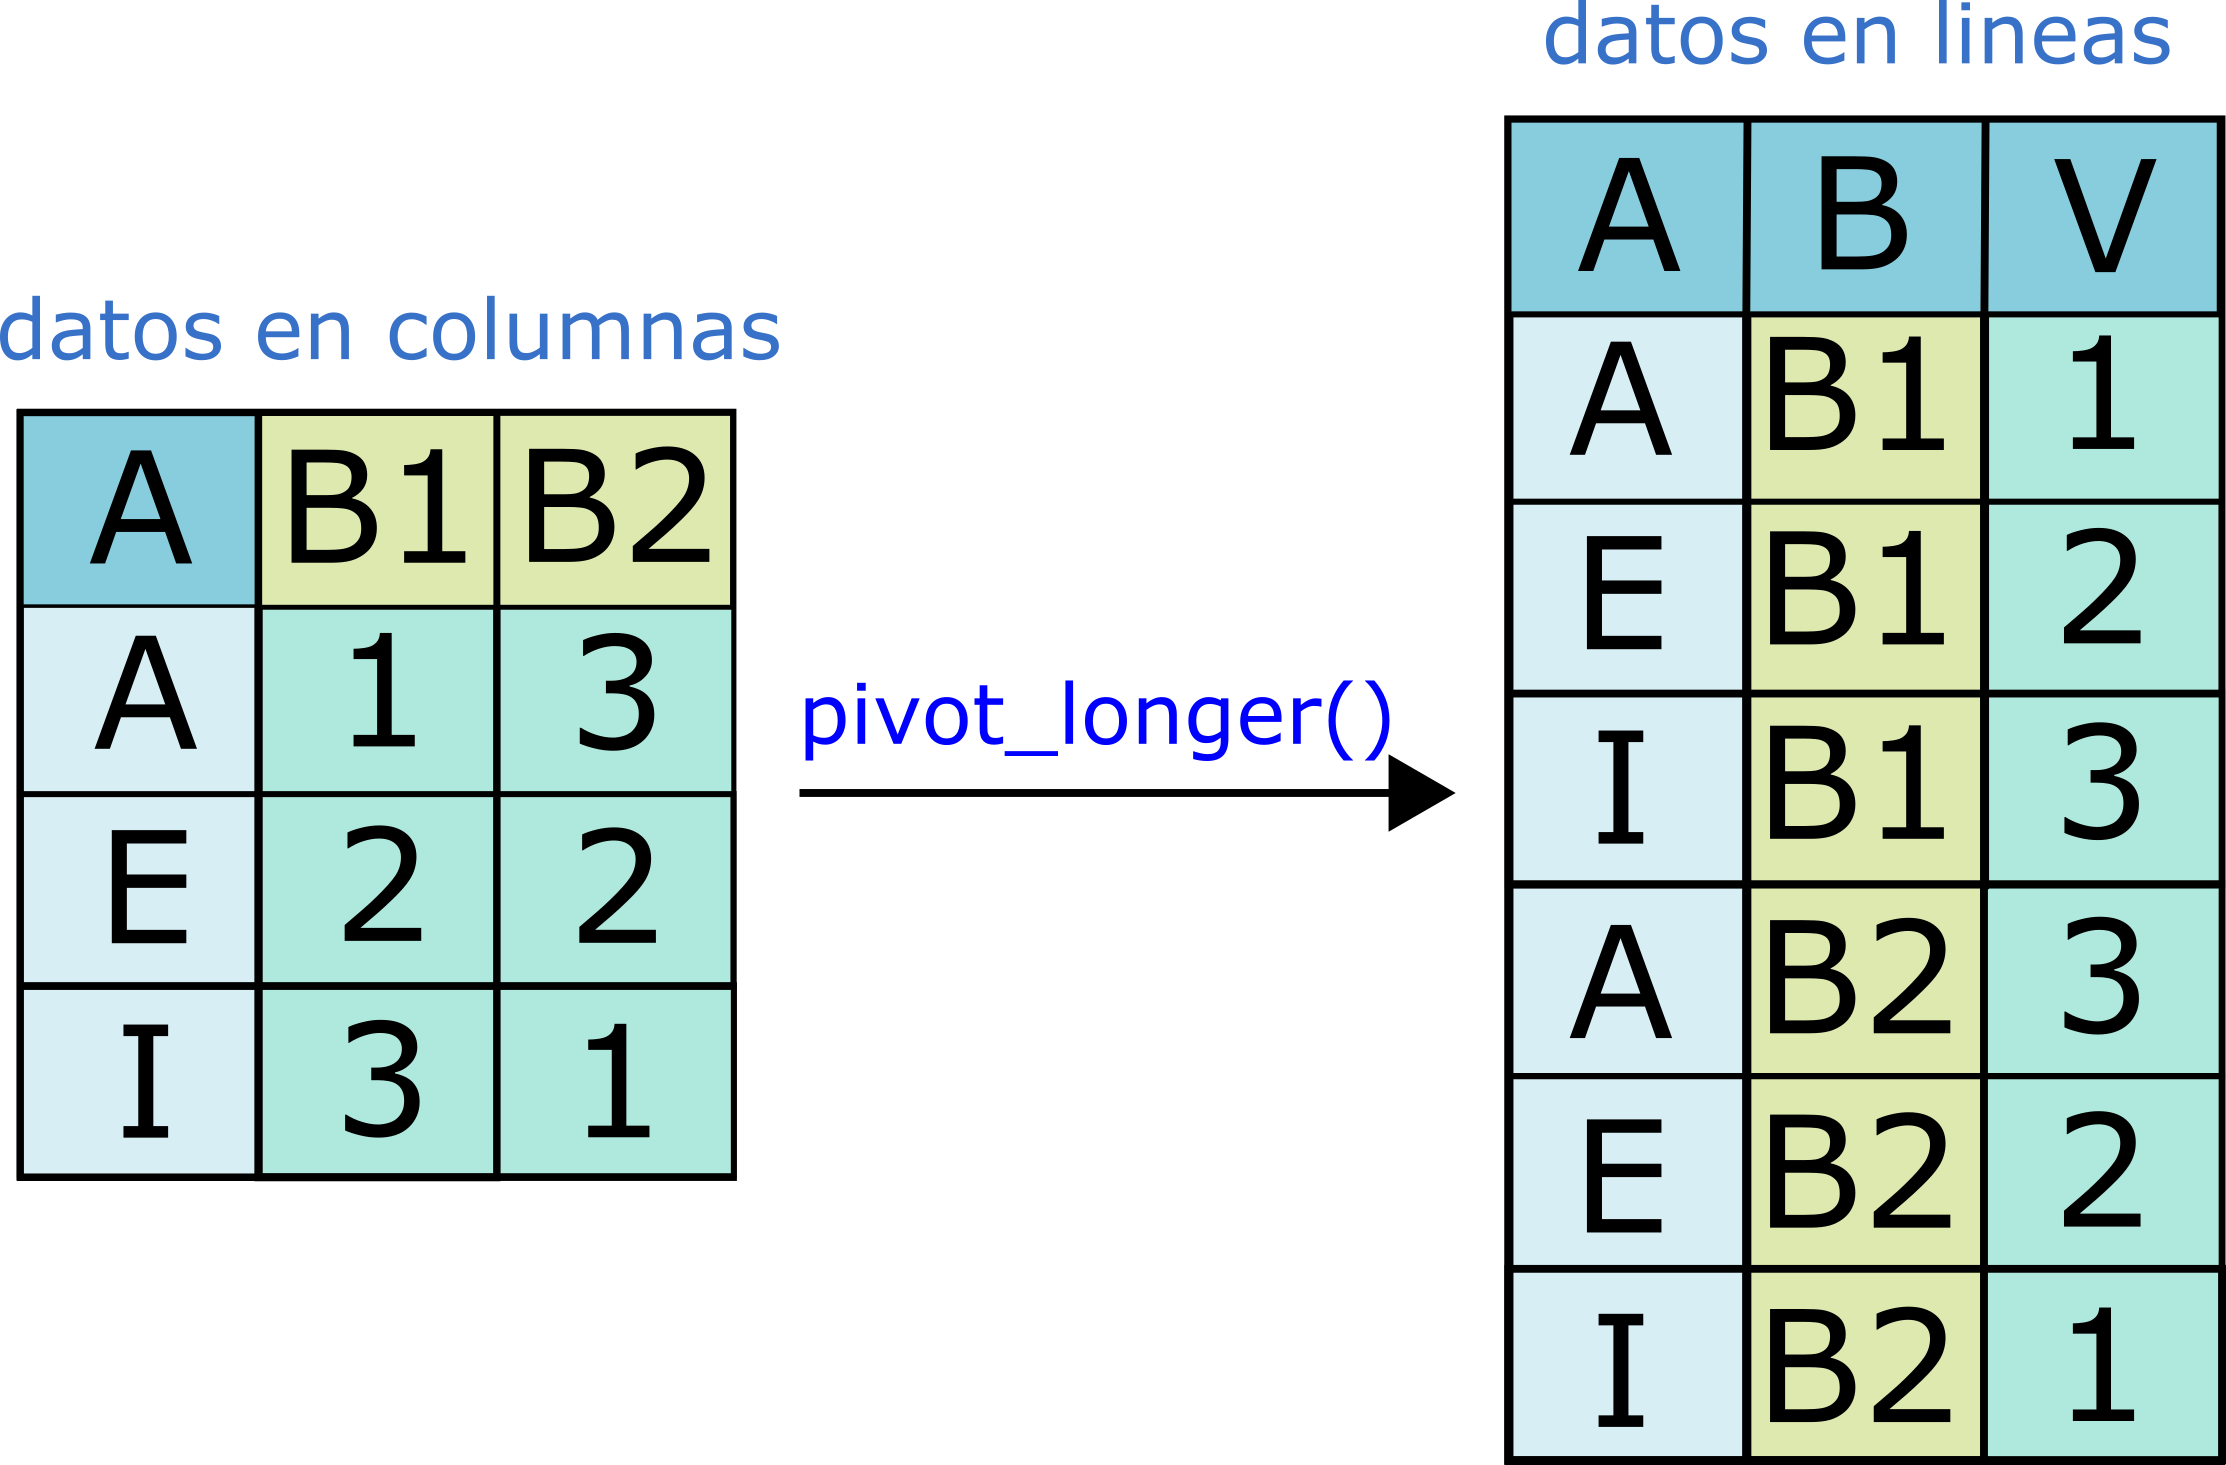 datos en columnas
A B1 B2
A 1 3
E 2 2
I 3 1
pivot_longer()
datos en lineas
A B V
A B1 1
E B1 2
I B1 3
A B2 3
E B2 2
I B2 1